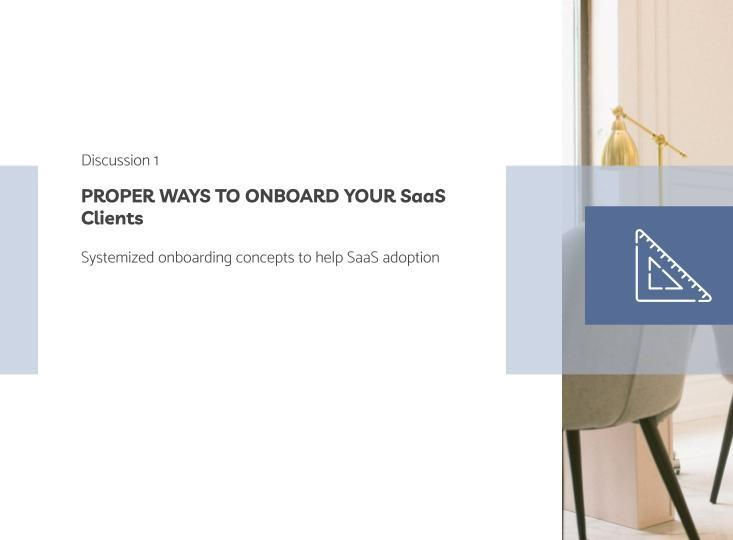 Discussion 1
PROPER WAYS TO ONBOARD YOUR SaaS
Clients
Systemized onboarding concepts to help SaaS adoption